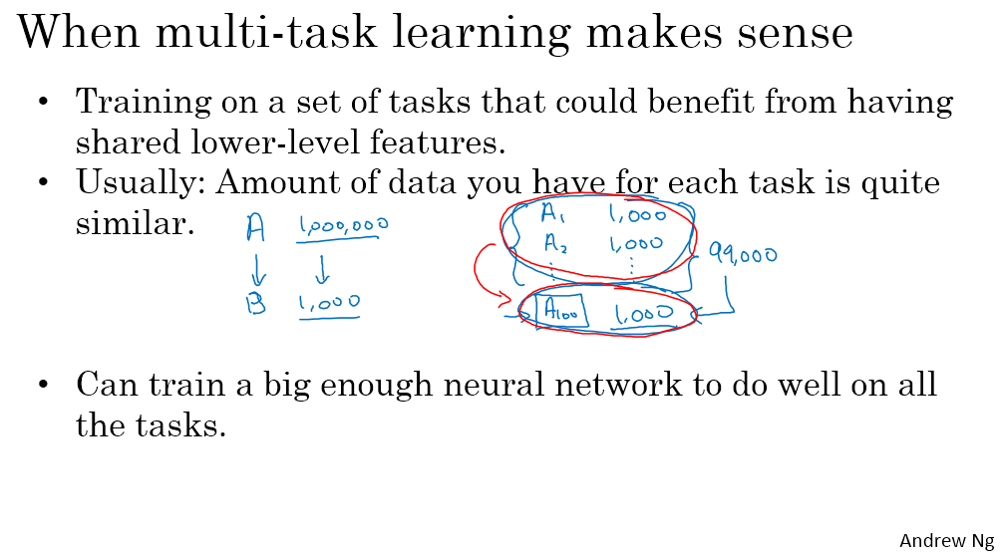 When multi-task learning makes sense
• Training on a set of tasks that could benefit from having
shared lower-level features.
• Usually: Amount of data you have for each task is quite
similar.
A 1,000,000
B 1,000
A₁ 1,000
A₂ 1,000
⋮ ⋮
99,000
A₁₀₀ 1,000
• Can train a big enough neural network to do well on all
the tasks.
Andrew Ng